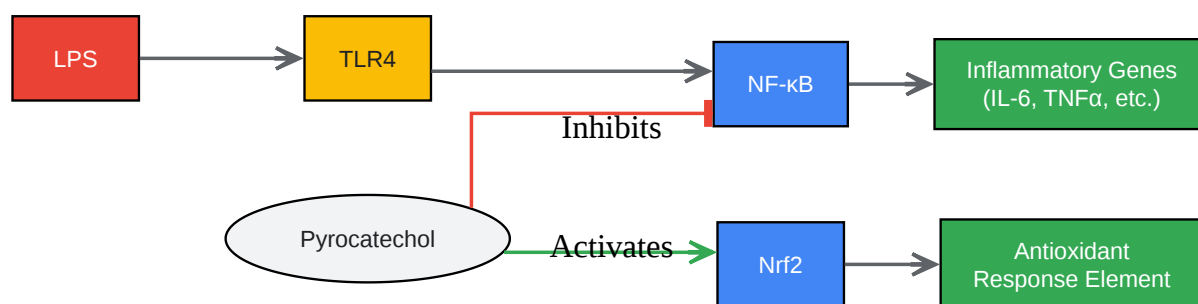 LPS
TLR4
NF-κB
Inflammatory Genes
(IL-6, TNFα, etc.)
Inhibits
Pyrocatechol
Activates
Nrf2
Antioxidant
Response Element